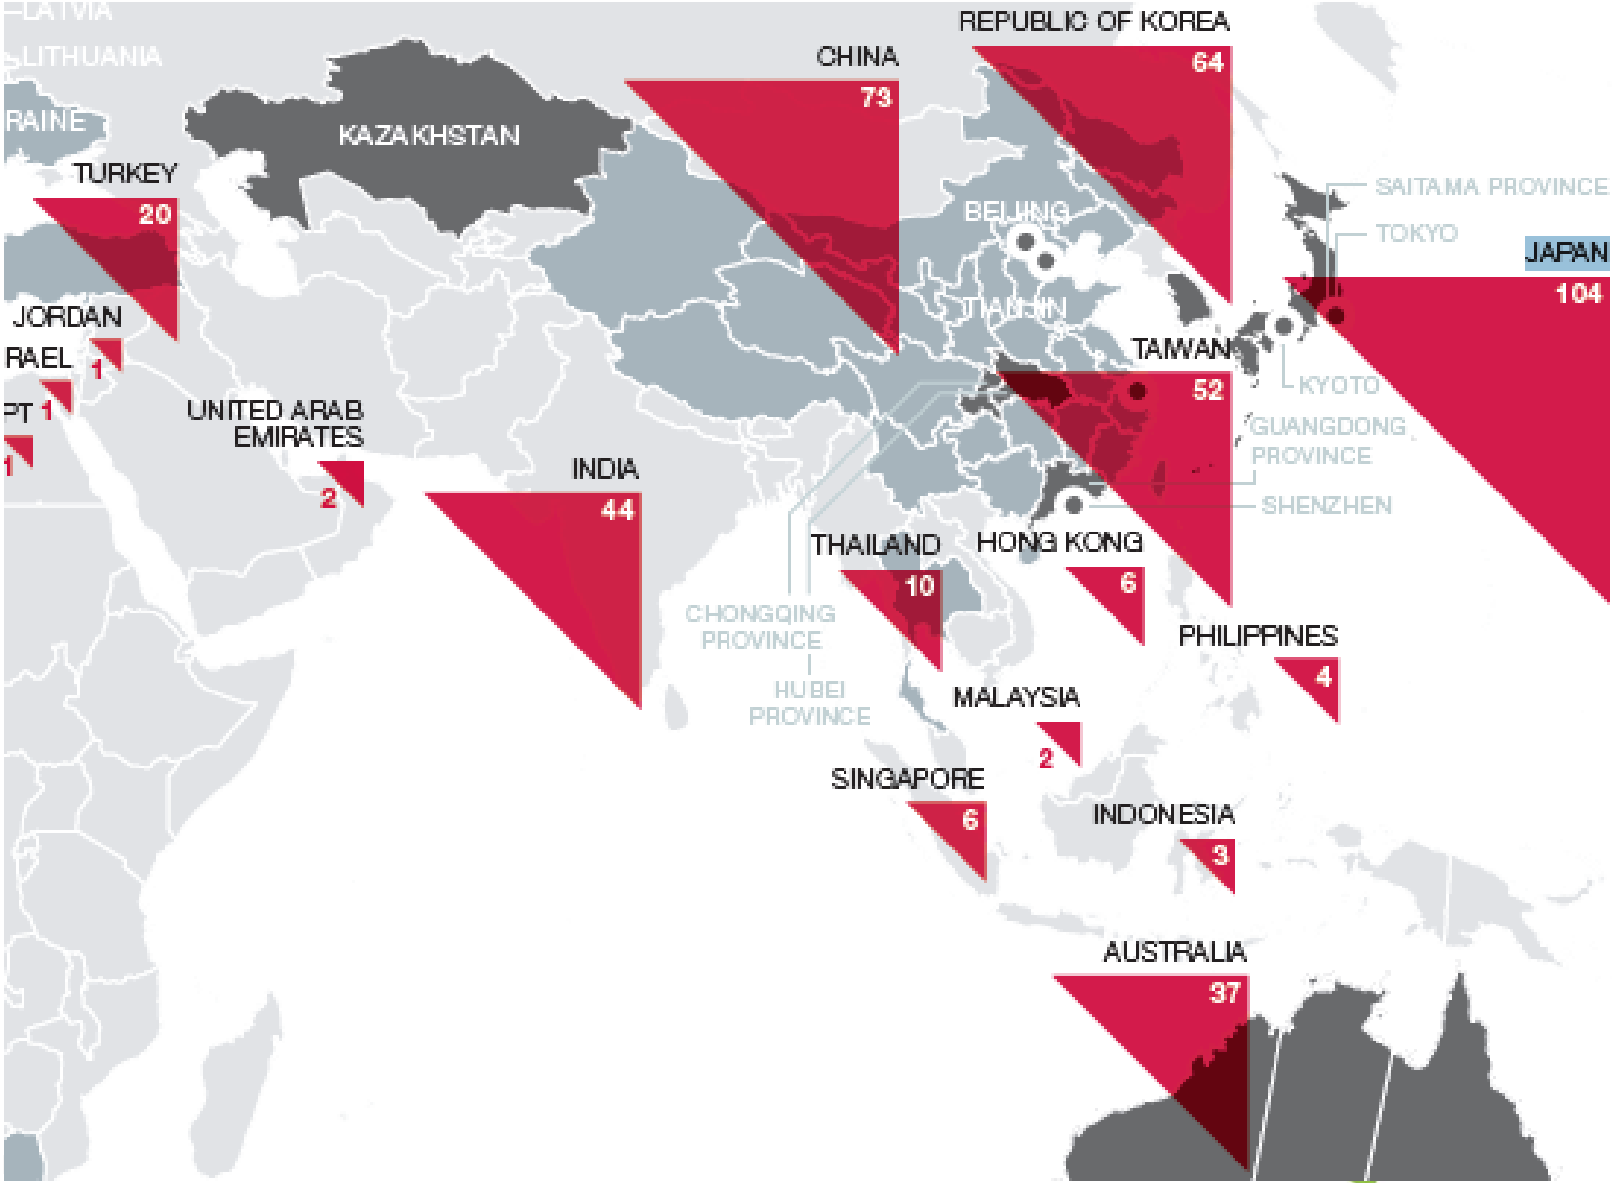 LATVIA
LITHUANIA
RAINE
KAZAKHSTAN
CHINA
73
REPUBLIC OF KOREA
64
TURKEY
20
SAITAMA PROVINCE
TOKYO
JAPAN
104
BEIJING
TIANJIN
JORDAN
1
RAEL
1
PT
1
UNITED ARAB
EMIRATES
2
TAIWAN
52
KYOTO
GUANGDONG
PROVINCE
SHENZHEN
INDIA
44
THAILAND
10
HONG KONG
6
CHONGQING
PROVINCE
HUBEI
PROVINCE
PHILIPPINES
4
MALAYSIA
2
SINGAPORE
6
INDONESIA
3
AUSTRALIA
37